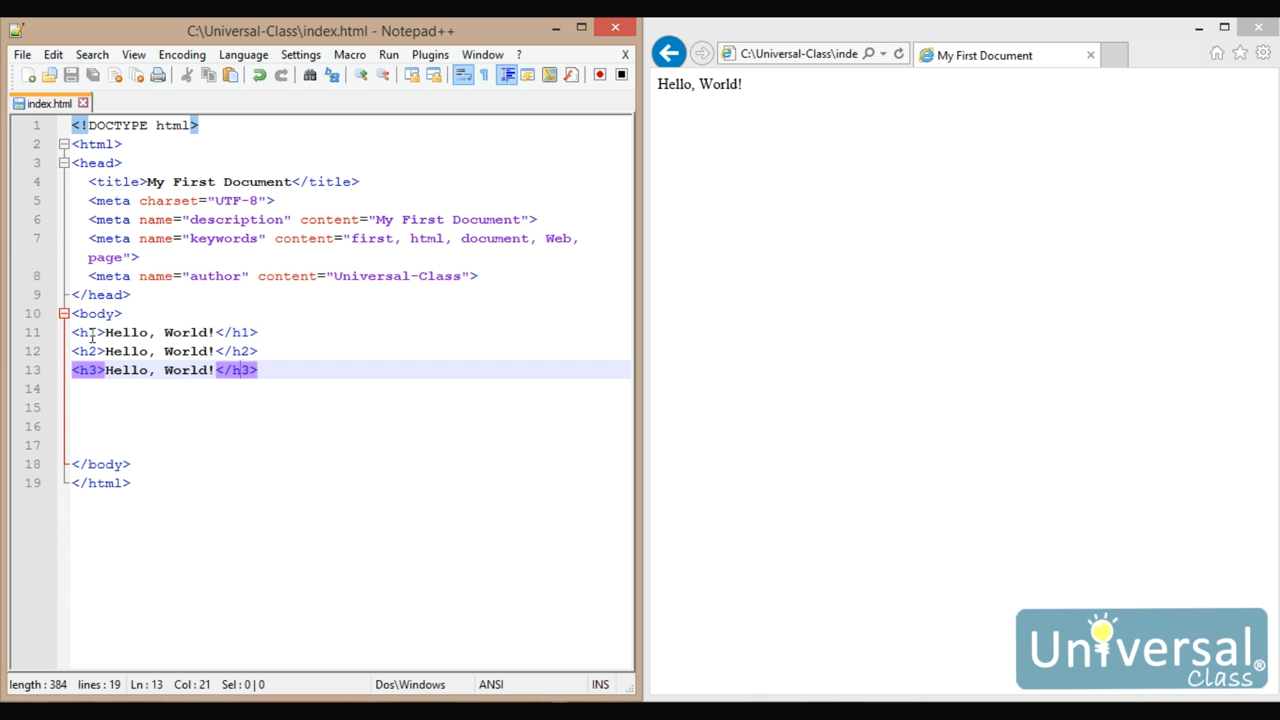 C:\Universal-Class\index.html - Notepad++
File Edit Search View Encoding Language Settings Macro Run Plugins Window ? X
index.html
1 <!DOCTYPE html>
2 <html>
3 <head>
4 <title>My First Document</title>
5 <meta charset="UTF-8">
6 <meta name="description" content="My First Document">
7 <meta name="keywords" content="first, html, document, Web,
page">
8 <meta name="author" content="Universal-Class">
9 </head>
10 <body>
11 <h1>Hello, World!</h1>
12 <h2>Hello, World!</h2>
13 <h3>Hello, World!</h3>
14
15
16
17
18 </body>
19 </html>
length : 384 lines : 19 Ln : 13 Col : 21 Sel : 0 | 0 Dos\Windows ANSI INS
C:\Universal-Class\inde
My First Document
Hello, World!
Universal®
Class